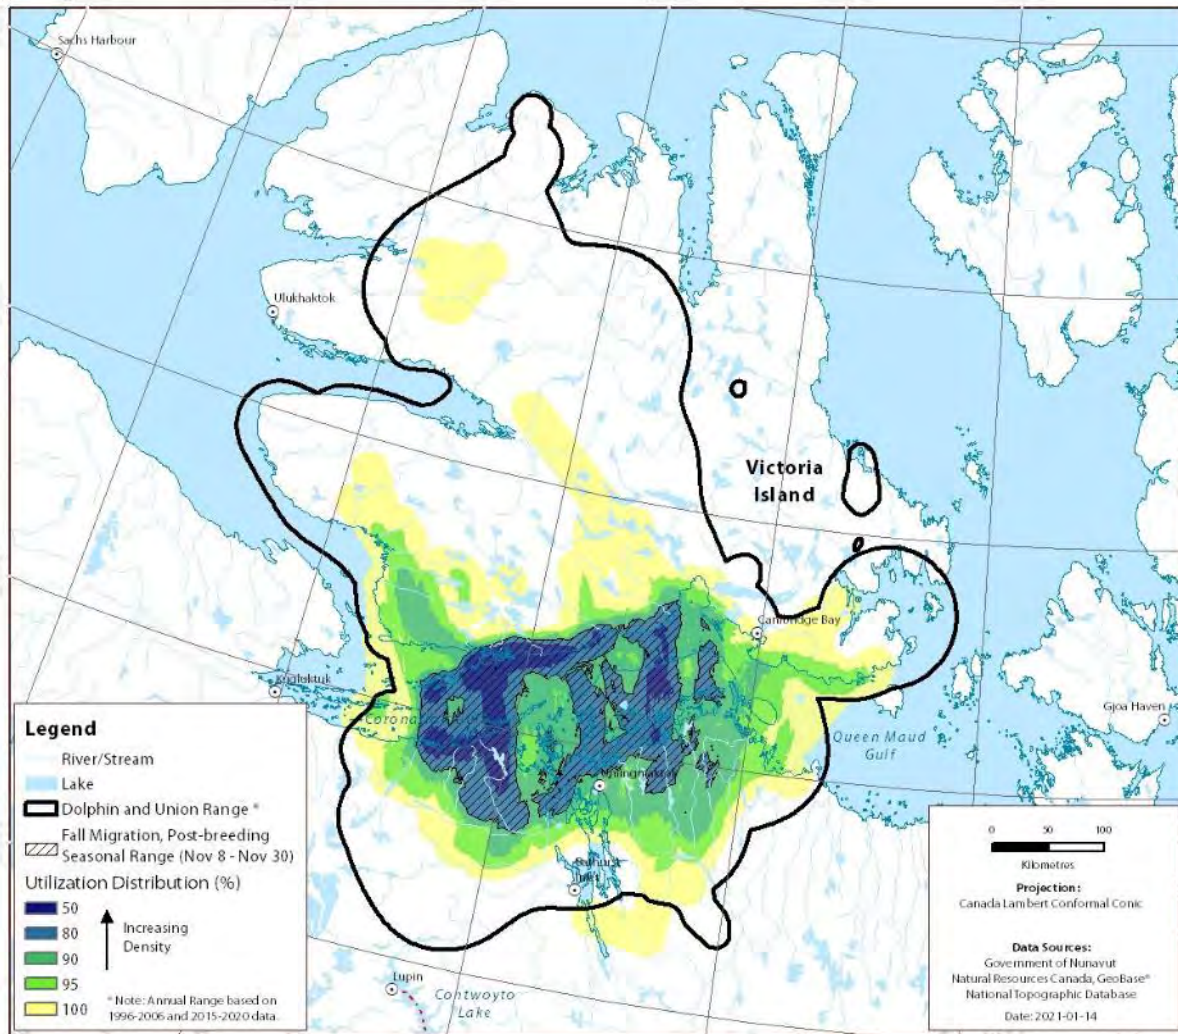 Sachs Harbour
Ulukhaktok
Victoria
Island
Cambridge Bay
Kugluktuk
Gjoa Haven
Queen Maud
Gulf
Bathurst
Inlet
Lupin
Contwoyto
Lake
Legend
River/Stream
Lake
Dolphin and Union Range *
Fall Migration, Post-breeding
Seasonal Range (Nov 8 - Nov 30)
Utilization Distribution (%)
50
80
90
95
100
Increasing
Density
* Note: Annual Range based on
1996-2006 and 2015-2020 data.
0 50 100
Kilometres
Projection:
Canada Lambert Conformal Conic
Data Sources:
Government of Nunavut
Natural Resources Canada, GeoBase®
National Topographic Database
Date: 2021-01-14